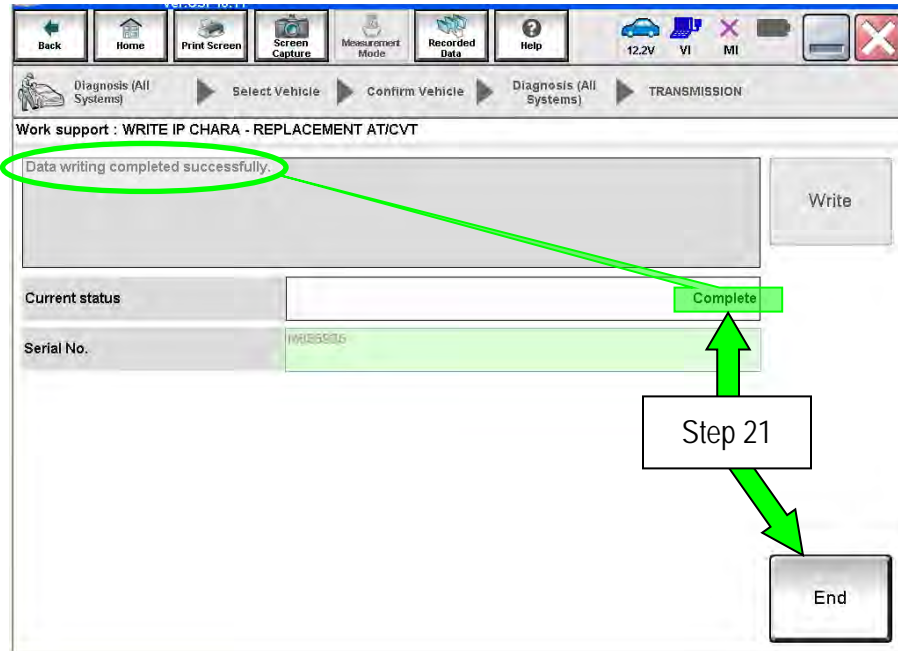 Back
Home
Print Screen
Screen
Capture
Measurement
Mode
Recorded
Data
Help
12.2V
VI
MI
Diagnosis (All
Systems)
Select Vehicle
Confirm Vehicle
Diagnosis (All
Systems)
TRANSMISSION
Work support : WRITE IP CHARA - REPLACEMENT AT/CVT
Data writing completed successfully.
Write
Current status
Complete
Serial No.
Step 21
End